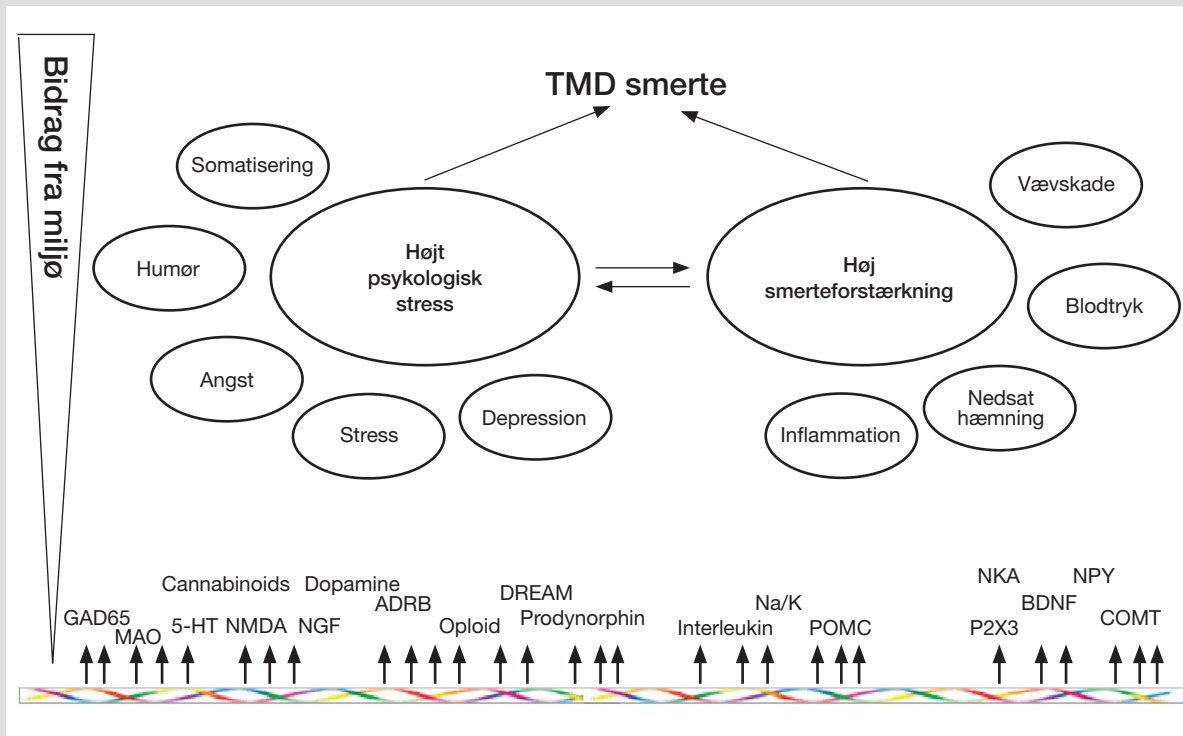 Bidrag fra miljø
TMD smerte
Somatisering
Humør
Angst
Stress
Depression
Højt
psykologisk
stress
Høj
smerteforstærkning
Vævskade
Blodtryk
Nedsat
hæmning
Inflammation
Cannabinoids
Dopamine
DREAM
NKA
NPY
GAD65
MAO
5-HT
NMDA
NGF
ADRB
Oploid
Prodynorphin
Interleukin
Na/K
POMC
P2X3
BDNF
COMT